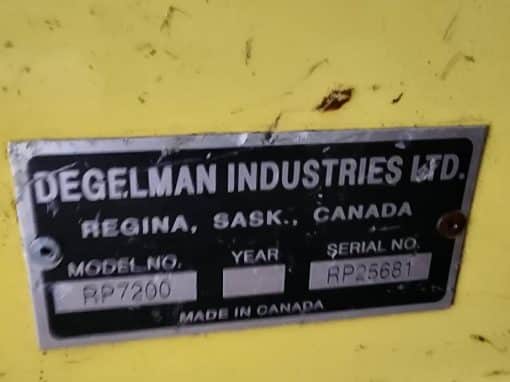 DEGELMAN INDUSTRIES LTD.
REGINA, SASK., CANADA
MODEL NO. YEAR SERIAL NO.
RP7200 RP25681
MADE IN CANADA